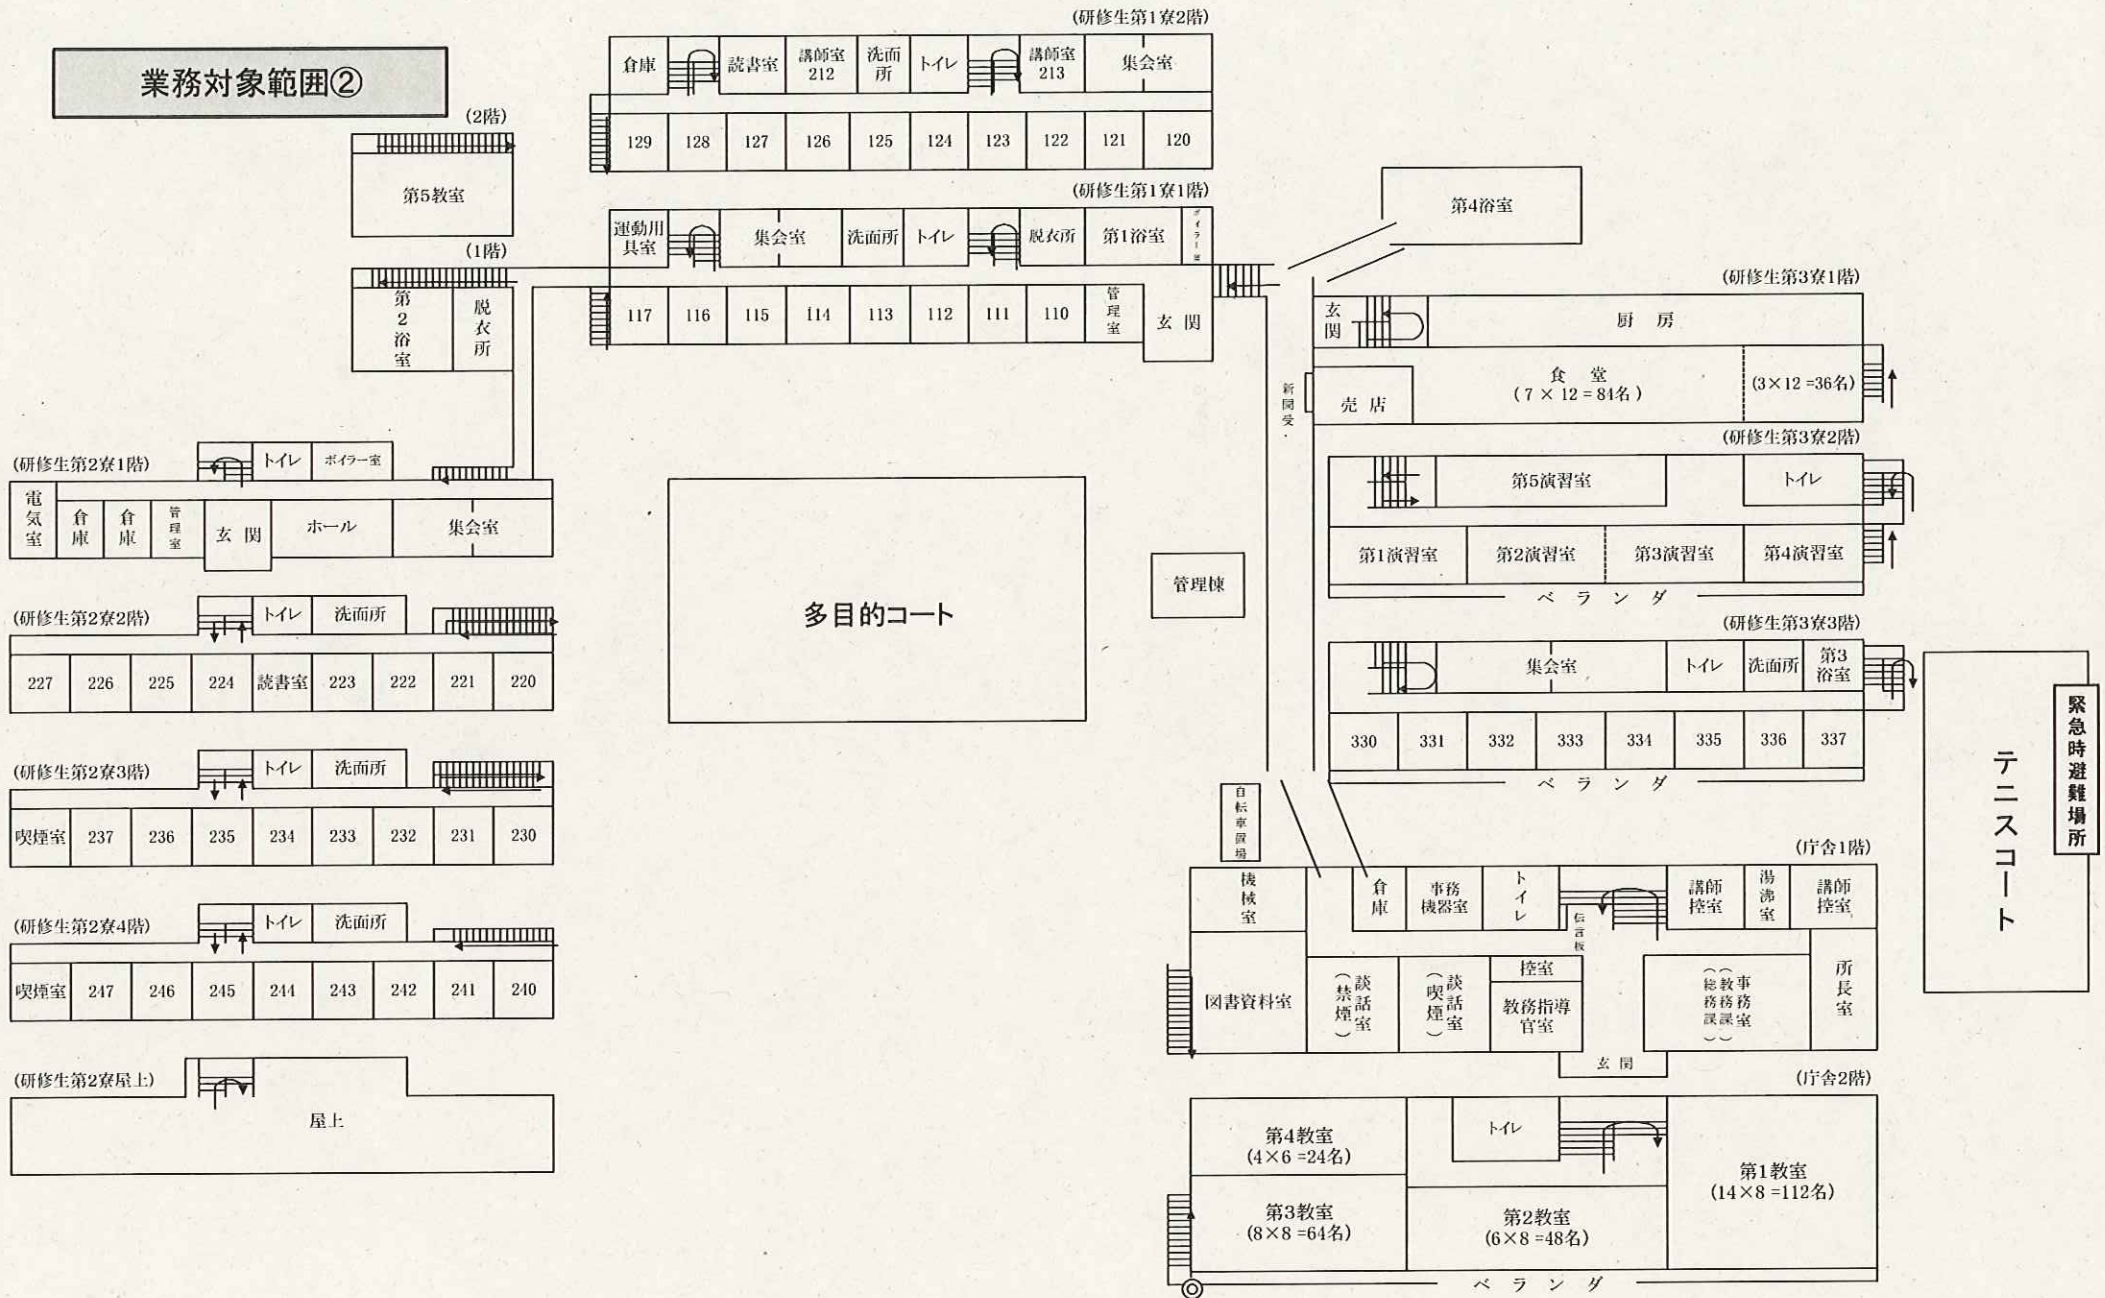 業務対象範囲②
(研修生第1寮2階)
倉庫
読書室
講師室
212
洗面
所
トイレ
講師室
213
集会室
129
128
127
126
125
124
123
122
121
120
(2階)
第5教室
(1階)
第2浴室
脱衣所
(研修生第1寮1階)
運動用
具室
集会室
洗面所
トイレ
脱衣所
第1浴室
117
116
115
114
113
112
111
110
管理室
玄関
第4浴室
(研修生第3寮1階)
玄関
厨房
売店
食堂
(7×12=84名)
(3×12=36名)
新聞受
(研修生第3寮2階)
第5演習室
トイレ
第1演習室
第2演習室
第3演習室
第4演習室
ベランダ
(研修生第3寮3階)
集会室
トイレ
洗面所
第3
浴室
330
331
332
333
334
335
336
337
ベランダ
(研修生第2寮1階)
トイレ
ボイラー室
電気室
倉庫
倉庫
管理室
玄関
ホール
集会室
(研修生第2寮2階)
トイレ
洗面所
227
226
225
224
読書室
223
222
221
220
(研修生第2寮3階)
トイレ
洗面所
喫煙室
237
236
235
234
233
232
231
230
(研修生第2寮4階)
トイレ
洗面所
喫煙室
247
246
245
244
243
242
241
240
(研修生第2寮屋上)
屋上
多目的コート
管理棟
自転車置場
テニスコート
緊急時避難場所
(庁舎1階)
機械室
倉庫
事務
機器室
トイレ
伝言板
講師
控室
湯沸室
講師
控室
図書資料室
談話室
(禁煙)
談話室
(喫煙)
控室
教務指導
官室
事務室
(教務課)
(総務課)
所長室
玄関
(庁舎2階)
第4教室
(4×6=24名)
トイレ
第1教室
(14×8=112名)
第3教室
(8×8=64名)
第2教室
(6×8=48名)
ベランダ